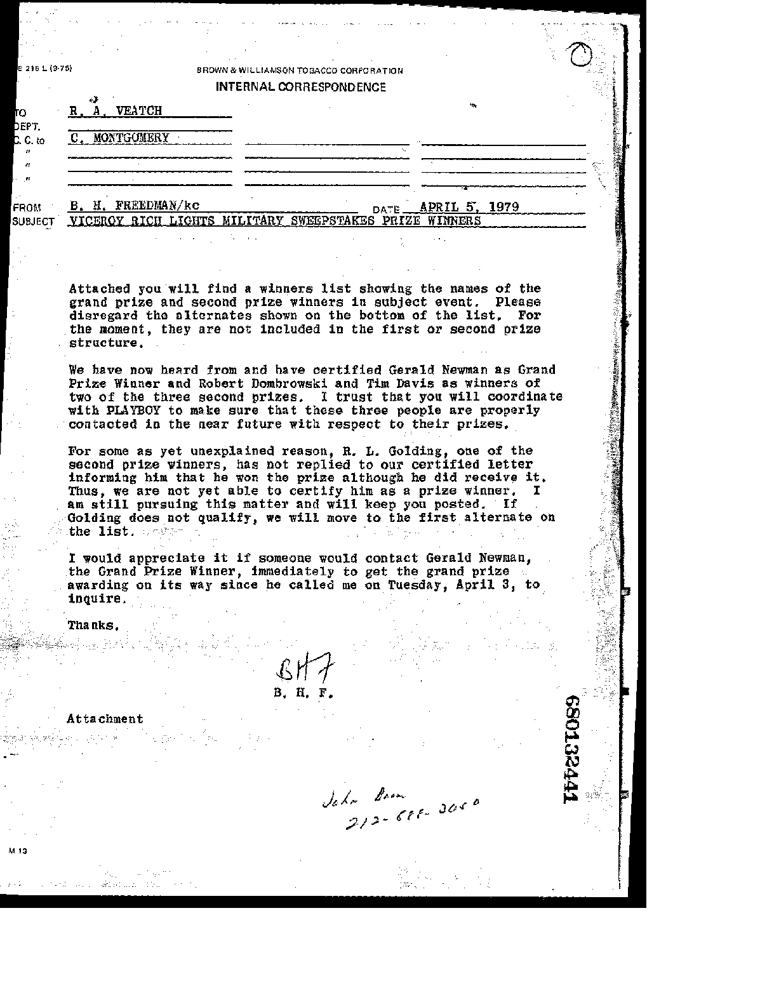 B 216 L (9-75)
BROWN & WILLIAMSON TOBACCO CORPORATION
INTERNAL CORRESPONDENCE
TO R. A. VEATCH
DEPT.
C. C. to C. MONTGOMERY
"
"
"
FROM B. H. FREEDMAN/kc DATE APRIL 5, 1979
SUBJECT VICEROY RICH LIGHTS MILITARY SWEEPSTAKES PRIZE WINNERS
Attached you will find a winners list showing the names of the
grand prize and second prize winners in subject event. Please
disregard the alternates shown on the bottom of the list. For
the moment, they are not included in the first or second prize
structure.
We have now heard from and have certified Gerald Newman as Grand
Prize Winner and Robert Dombrowski and Tim Davis as winners of
two of the three second prizes. I trust that you will coordinate
with PLAYBOY to make sure that these three people are properly
contacted in the near future with respect to their prizes.
For some as yet unexplained reason, R. L. Golding, one of the
second prize winners, has not replied to our certified letter
informing him that he won the prize although he did receive it.
Thus, we are not yet able to certify him as a prize winner. I
am still pursuing this matter and will keep you posted. If
Golding does not qualify, we will move to the first alternate on
the list.
I would appreciate it if someone would contact Gerald Newman,
the Grand Prize Winner, immediately to get the grand prize
awarding on its way since he called me on Tuesday, April 3, to
inquire.
Thanks.
BHF
B. H. F.
Attachment
680132441
John
212-
M 13